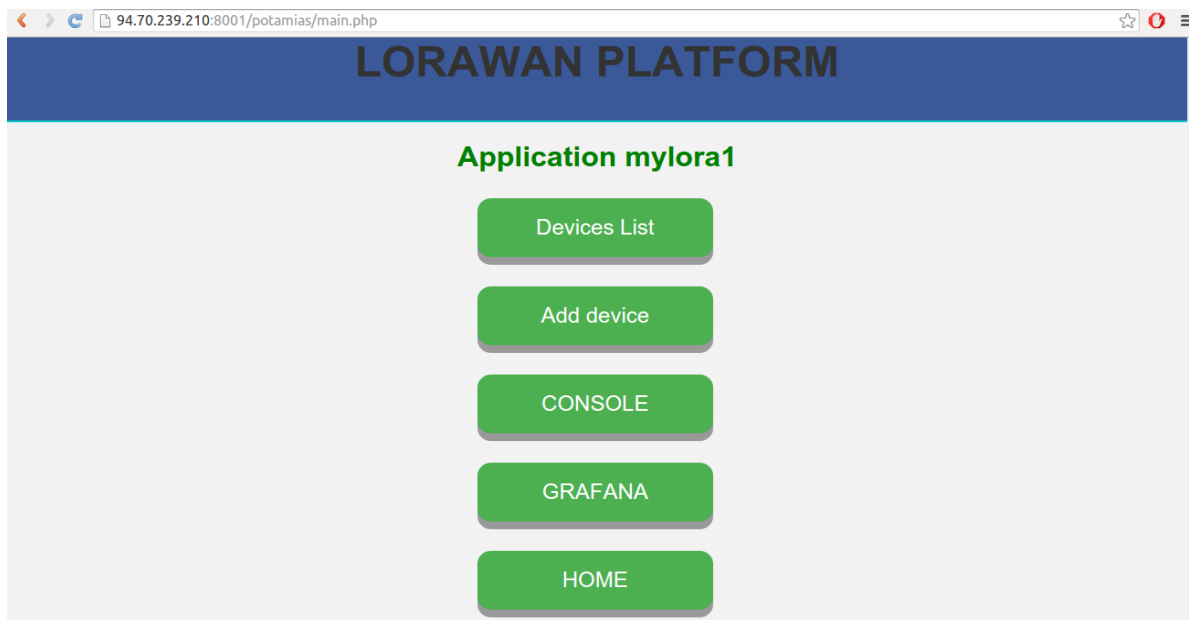 94.70.239.210:8001/potamias/main.php
LORAWAN PLATFORM
Application mylora1
Devices List
Add device
CONSOLE
GRAFANA
HOME